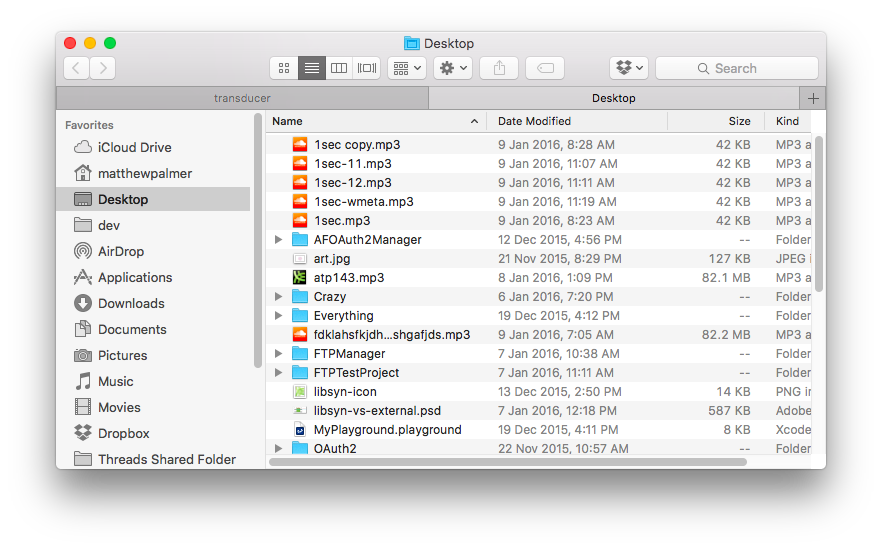 Desktop
Search
transducer Desktop +
Favorites
iCloud Drive
matthewpalmer
Desktop
dev
AirDrop
Applications
Downloads
Documents
Pictures
Music
Movies
Dropbox
Threads Shared Folder
Name Date Modified Size Kind
1sec copy.mp3 9 Jan 2016, 8:28 AM 42 KB MP3 a
1sec-11.mp3 9 Jan 2016, 11:07 AM 42 KB MP3 a
1sec-12.mp3 9 Jan 2016, 11:11 AM 42 KB MP3 a
1sec-wmeta.mp3 9 Jan 2016, 11:19 AM 42 KB MP3 a
1sec.mp3 9 Jan 2016, 8:23 AM 42 KB MP3 a
AFOAuth2Manager 12 Dec 2015, 4:56 PM -- Folder
art.jpg 21 Nov 2015, 8:29 PM 127 KB JPEG i
atp143.mp3 8 Jan 2016, 1:09 PM 82.1 MB MP3 a
Crazy 6 Jan 2016, 7:20 PM -- Folder
Everything 19 Dec 2015, 4:12 PM -- Folder
fdklahsfkjdh...shgafjds.mp3 9 Jan 2016, 7:05 AM 82.2 MB MP3 a
FTPManager 7 Jan 2016, 10:38 AM -- Folder
FTPTestProject 7 Jan 2016, 11:11 AM -- Folder
libsyn-icon 13 Dec 2015, 2:50 PM 14 KB PNG in
libsyn-vs-external.psd 7 Jan 2016, 12:18 PM 587 KB Adobe
MyPlayground.playground 19 Dec 2015, 4:11 PM 8 KB Xcode
OAuth2 22 Nov 2015, 10:57 AM -- Folder